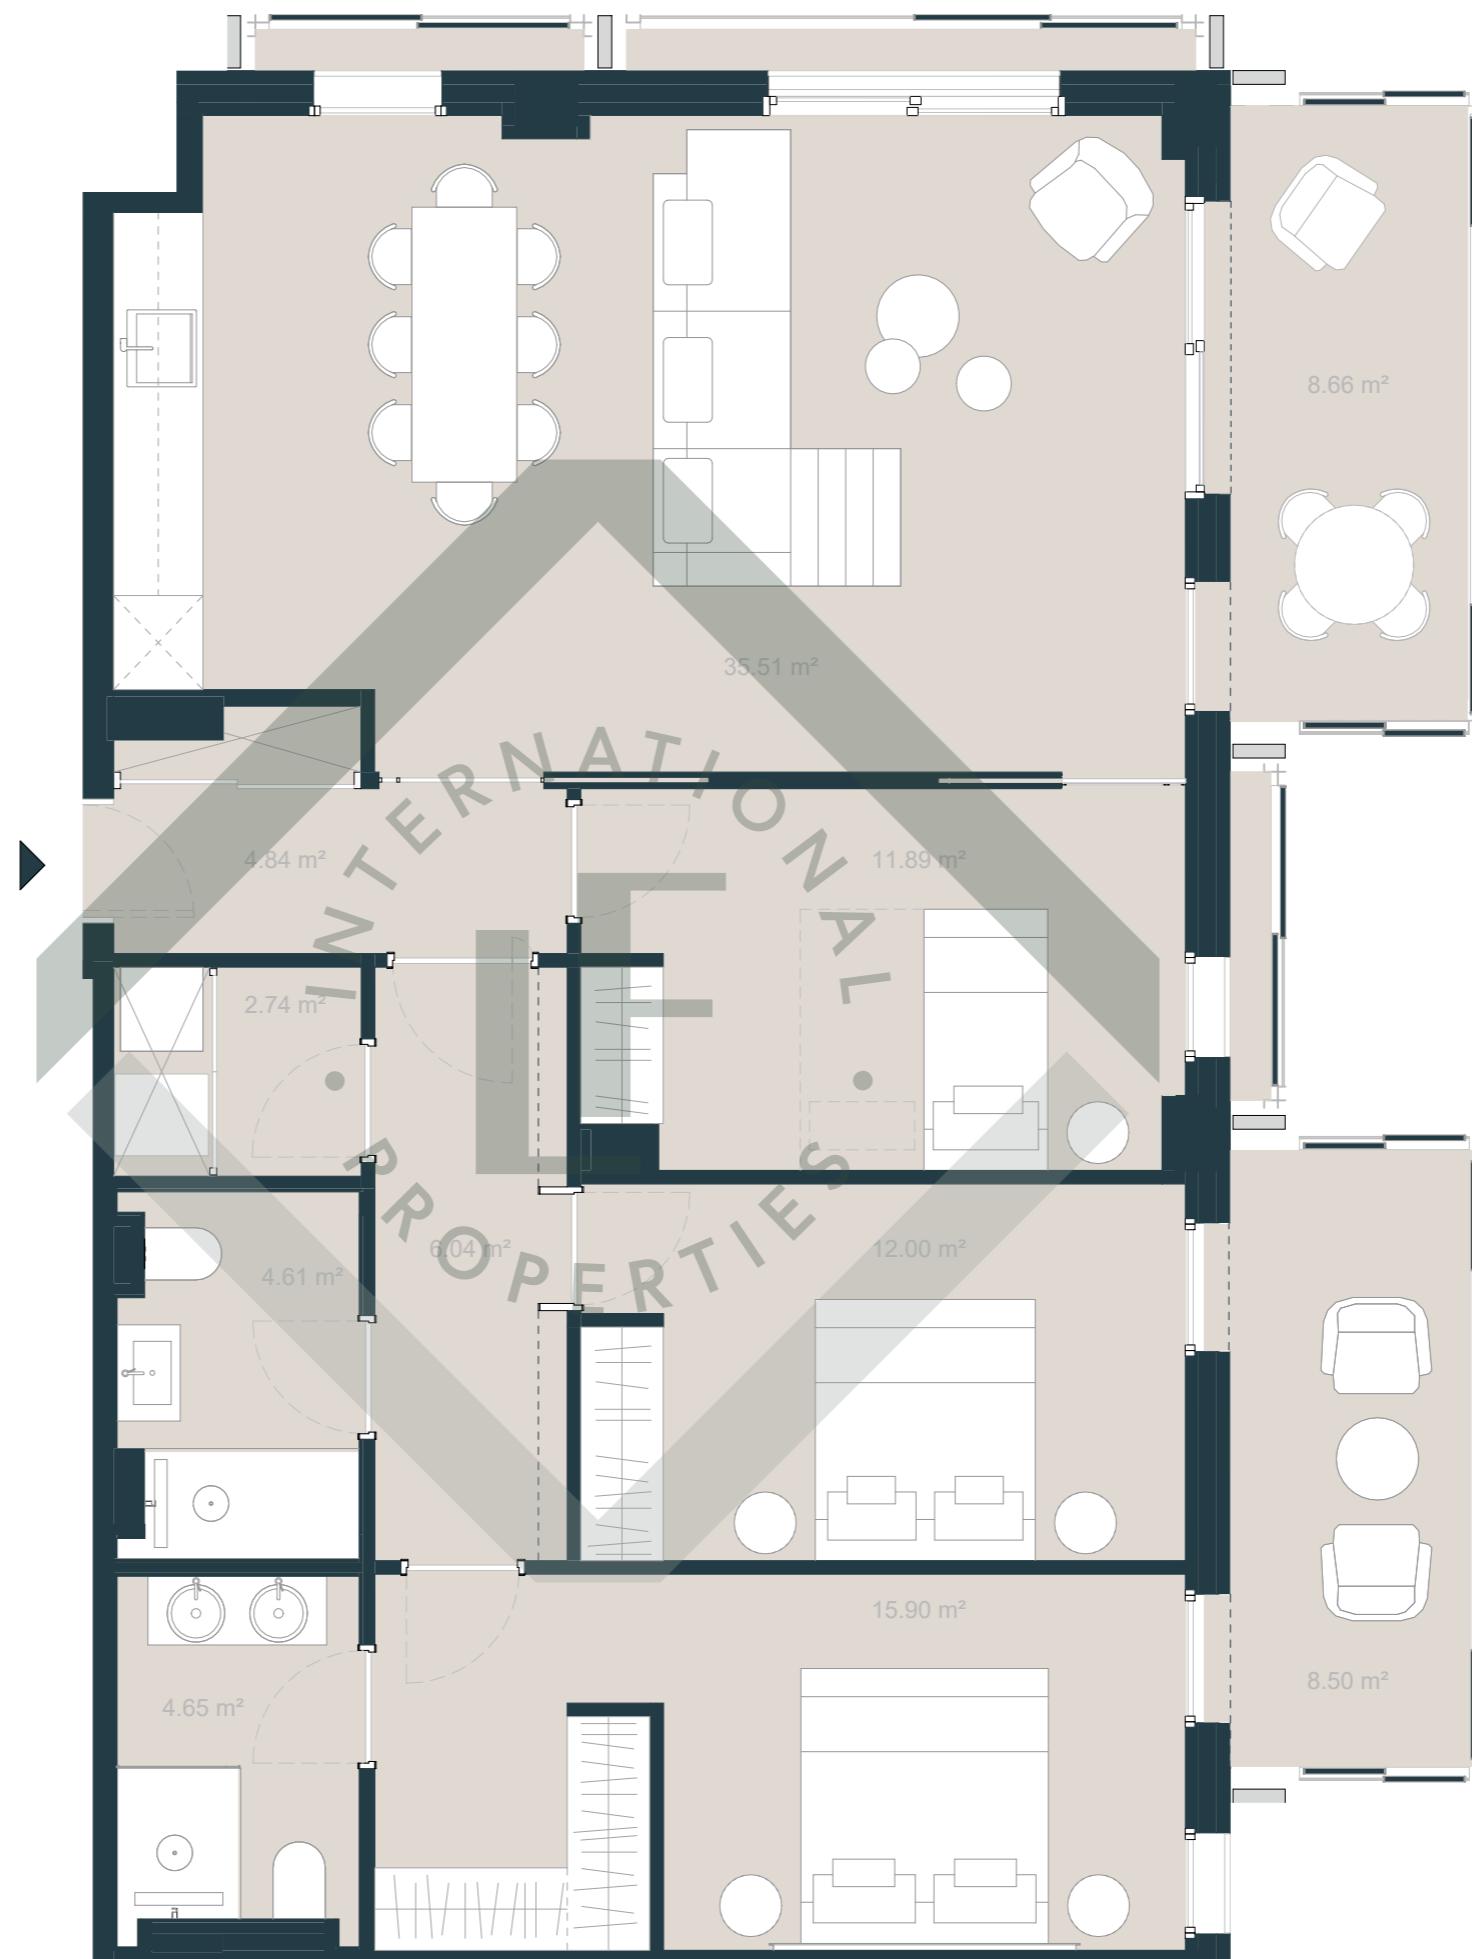 8.66 m²
35.51 m²
INTERNATIONAL
4.84 m²
11.89 m²
LF
2.74 m²
PROPERTIES
6.04 m²
12.00 m²
4.61 m²
15.90 m²
8.50 m²
4.65 m²